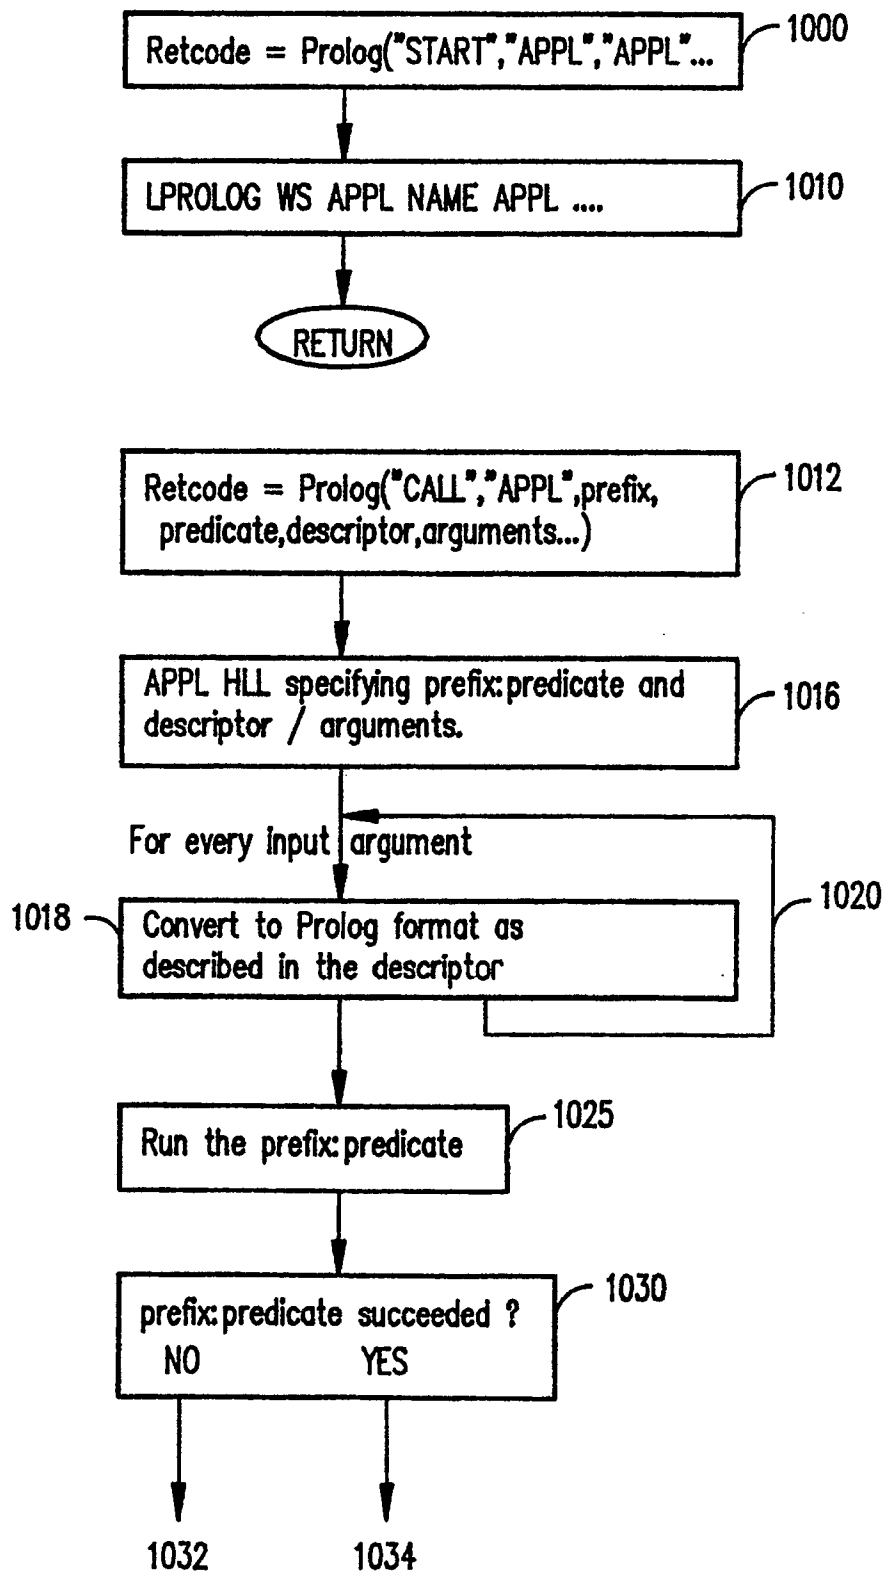 Retcode = Prolog("START","APPL","APPL"...
1000
LPROLOG WS APPL NAME APPL ....
1010
RETURN
Retcode = Prolog("CALL","APPL",prefix,
predicate,descriptor,arguments...)
1012
APPL HLL specifying prefix:predicate and
descriptor / arguments.
1016
For every input argument
1018
Convert to Prolog format as
described in the descriptor
1020
Run the prefix:predicate
1025
prefix:predicate succeeded ?
NO YES
1030
1032 1034